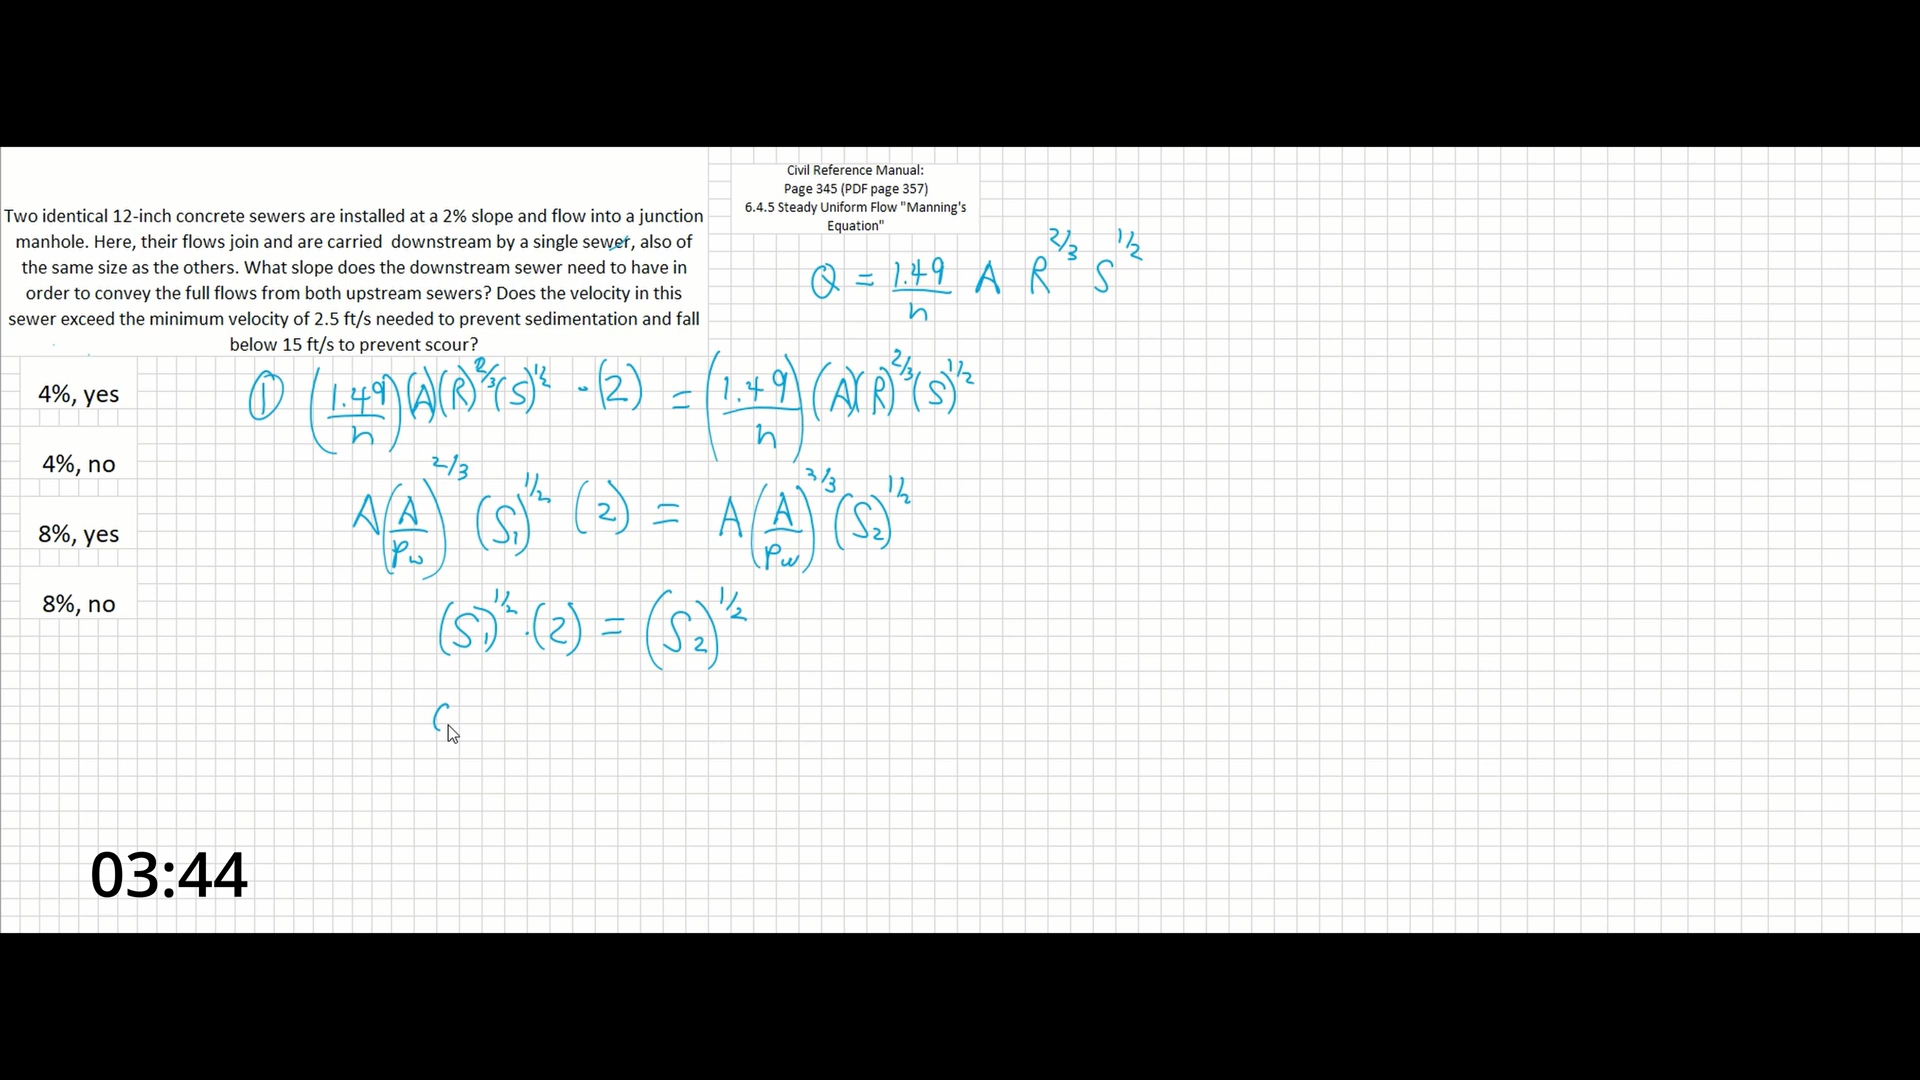 Civil Reference Manual:
Page 345 (PDF page 357)
6.4.5 Steady Uniform Flow "Manning's
Equation"
Two identical 12-inch concrete sewers are installed at a 2% slope and flow into a junction
manhole. Here, their flows join and are carried downstream by a single sewer, also of
the same size as the others. What slope does the downstream sewer need to have in
order to convey the full flows from both upstream sewers? Does the velocity in this
sewer exceed the minimum velocity of 2.5 ft/s needed to prevent sedimentation and fall
below 15 ft/s to prevent scour?
Q = 1.49/n A R^2/3 S^1/2
4%, yes
4%, no
8%, yes
8%, no
① (1.49/n)(A)(R)^2/3 (S)^1/2 · (2) = (1.49/n)(A)(R)^2/3 (S)^1/2
A(A/Pw)^2/3 (S1)^1/2 (2) = A(A/Pw)^2/3 (S2)^1/2
(S1)^1/2 · (2) = (S2)^1/2
(
03:44